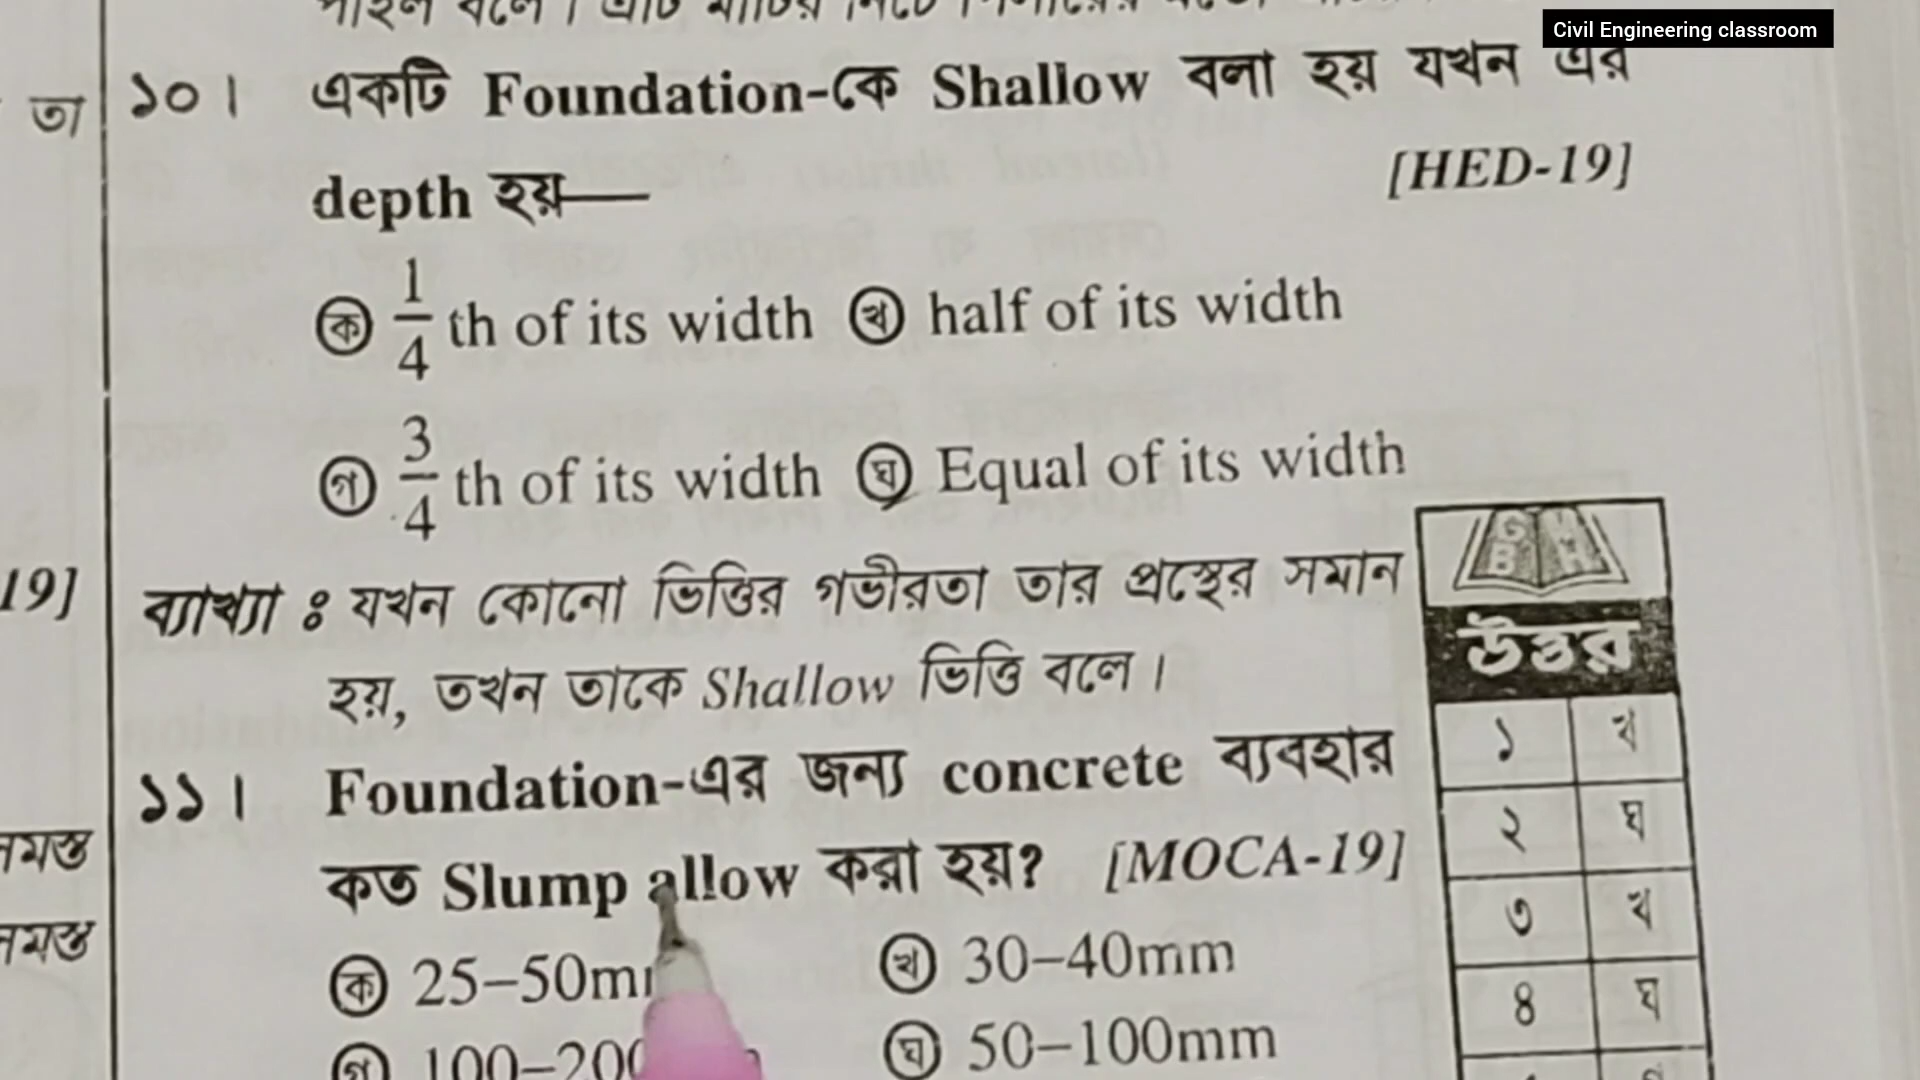 Civil Engineering classroom
১০। একটি Foundation-কে Shallow বলা হয় যখন এর
তা
depth হয়— [HED-19]
ক 1/4 th of its width খ half of its width
গ 3/4 th of its width ঘ Equal of its width
19] ব্যাখ্যা ঃ যখন কোনো ভিত্তির গভীরতা তার প্রস্থের সমান
হয়, তখন তাকে Shallow ভিত্তি বলে।
১১। Foundation-এর জন্য concrete ব্যবহার
কত Slump allow করা হয়? [MOCA-19]
ক 25–50m খ 30–40mm
গ 100–200 ঘ 50–100mm
G M
B H
উত্তর
১ খ
২ ঘ
৩ খ
৪ ঘ